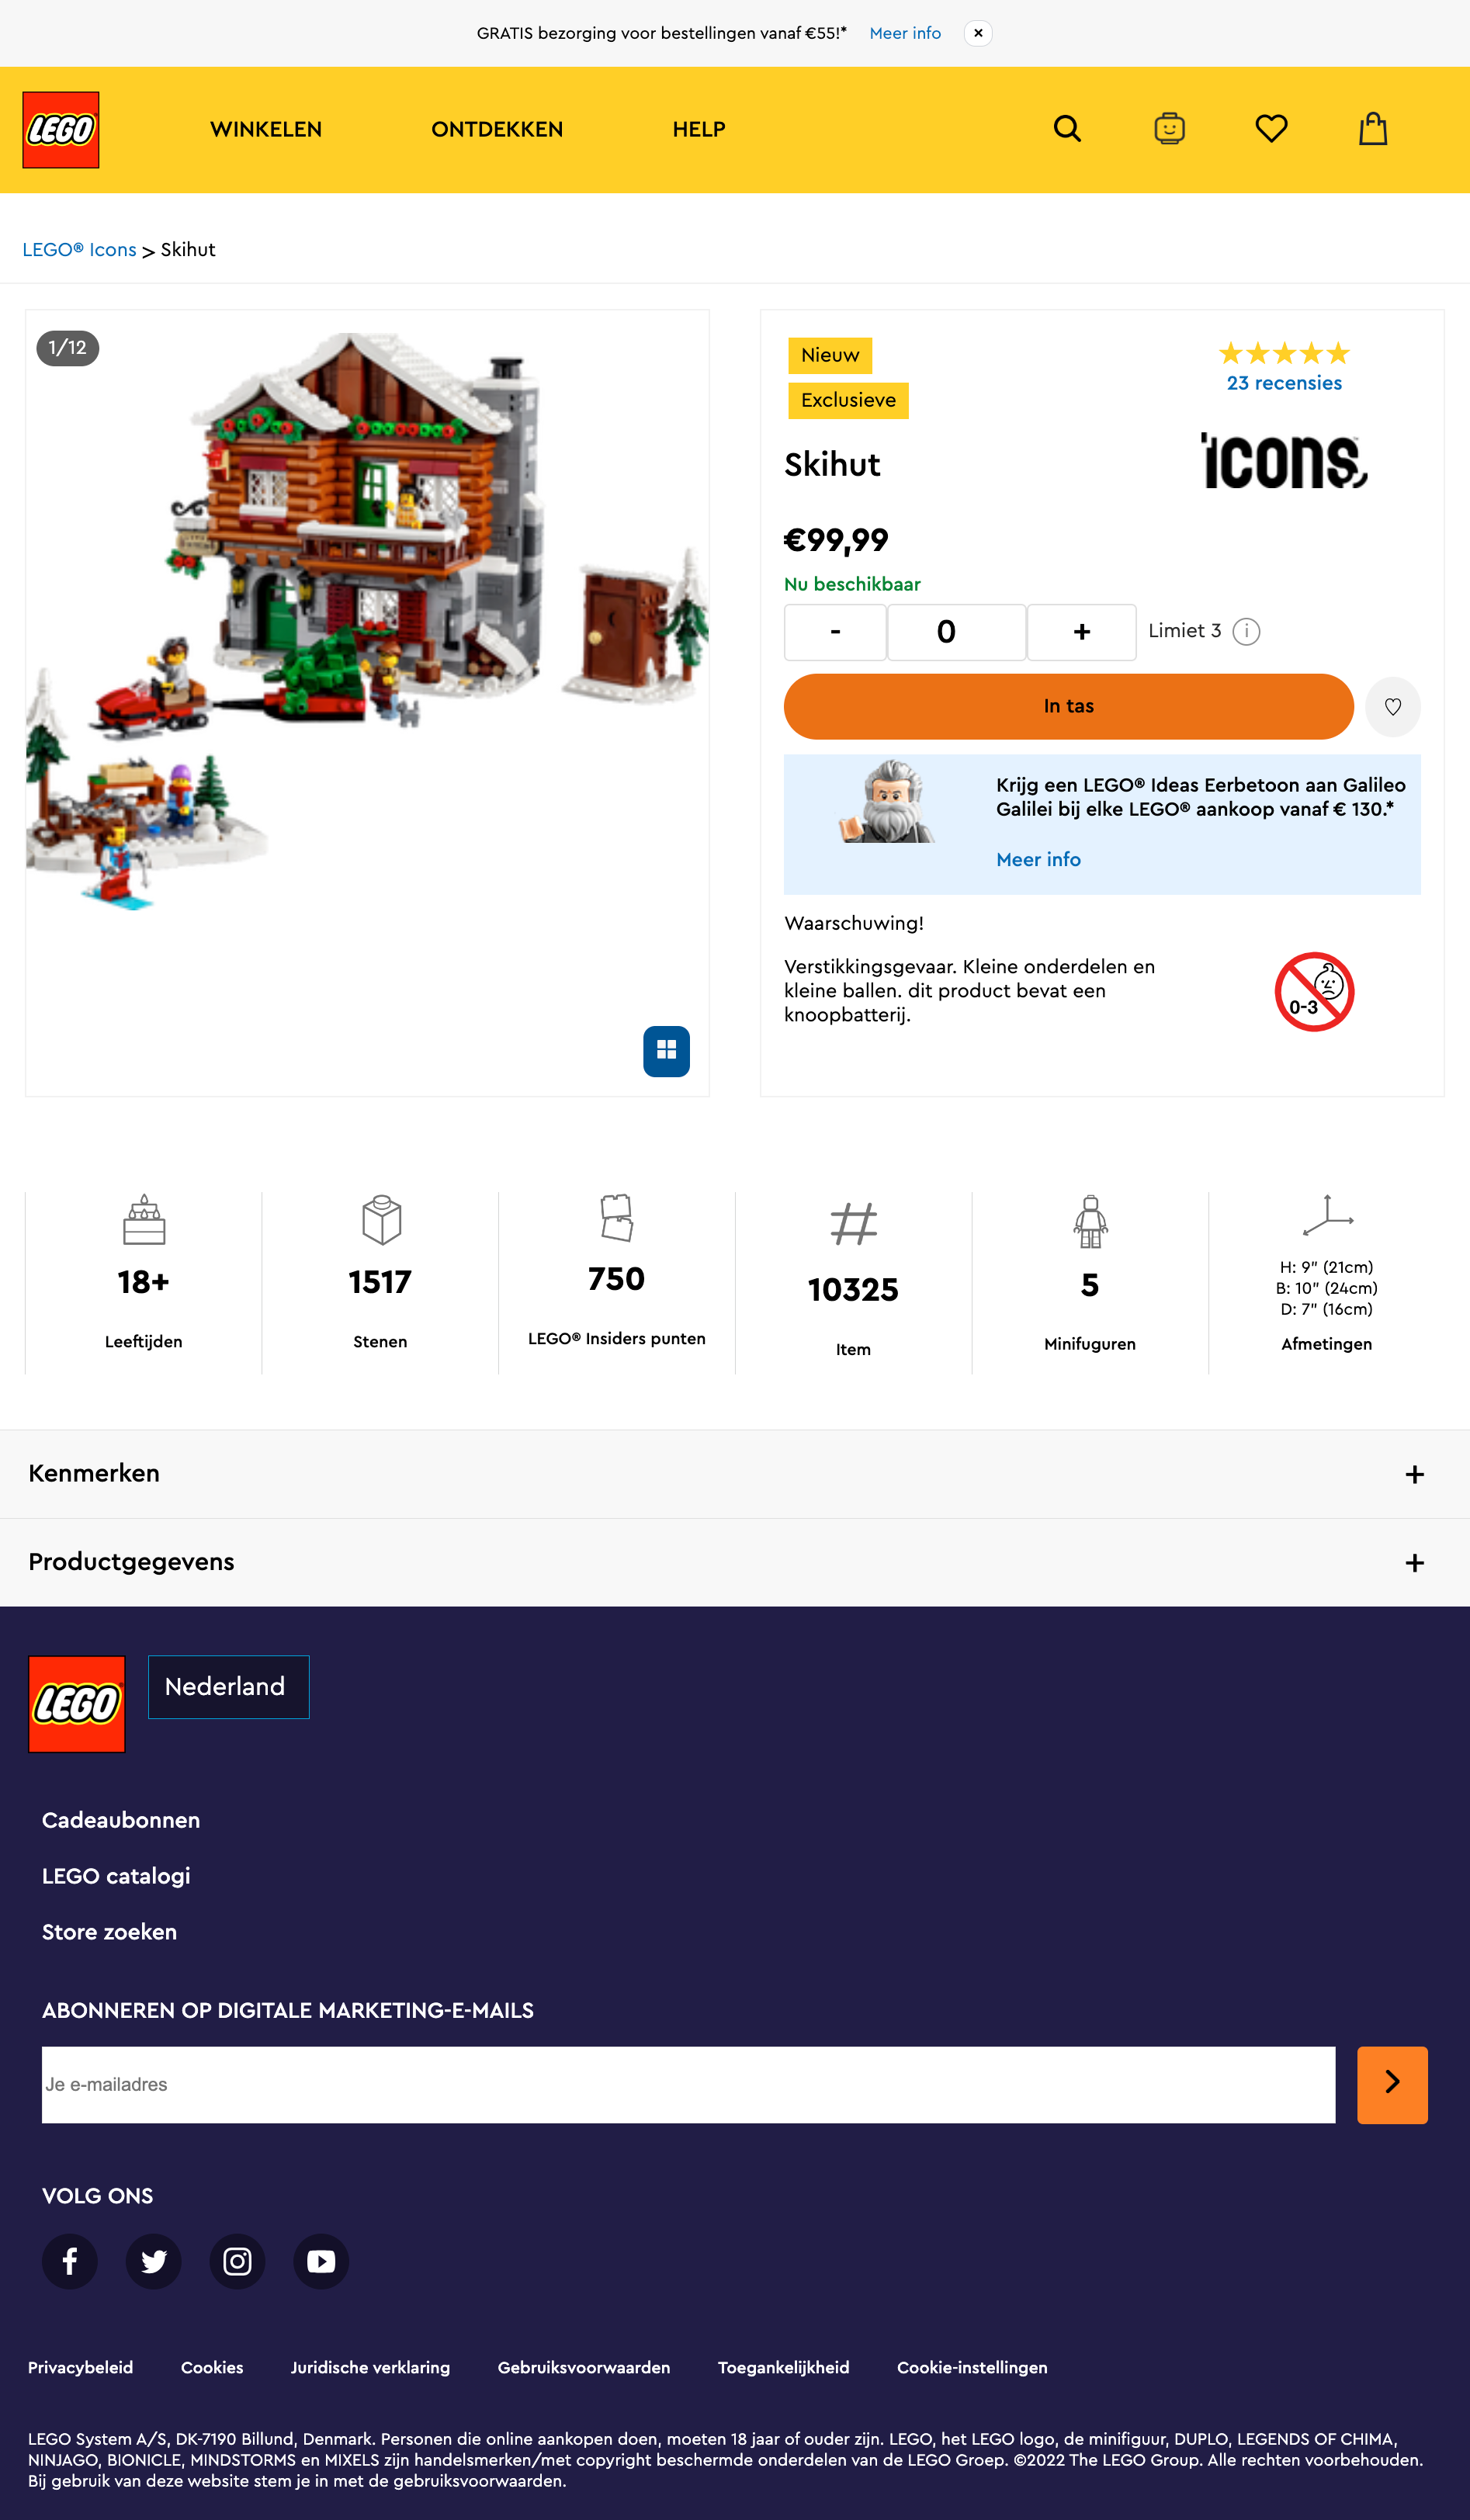 GRATIS bezorging voor bestellingen vanaf €55!* Meer info ×
LEGO WINKELEN ONTDEKKEN HELP
LEGO® Icons > Skihut
1/12
Nieuw
23 recensies
Exclusieve
Skihut
icons
€99,99
Nu beschikbaar
- 0 + Limiet 3 i
In tas
Krijg een LEGO® Ideas Eerbetoon aan Galileo
Galilei bij elke LEGO® aankoop vanaf € 130.*
Meer info
Waarschuwing!
Verstikkingsgevaar. Kleine onderdelen en
kleine ballen. dit product bevat een
knoopbatterij.
0-3
18+
Leeftijden
1517
Stenen
750
LEGO® Insiders punten
#
10325
Item
5
Minifuguren
H: 9" (21cm)
B: 10" (24cm)
D: 7" (16cm)
Afmetingen
Kenmerken +
Productgegevens +
LEGO Nederland
Cadeaubonnen
LEGO catalogi
Store zoeken
ABONNEREN OP DIGITALE MARKETING-E-MAILS
Je e-mailadres
VOLG ONS
Privacybeleid Cookies Juridische verklaring Gebruiksvoorwaarden Toegankelijkheid Cookie-instellingen
LEGO System A/S, DK-7190 Billund, Denmark. Personen die online aankopen doen, moeten 18 jaar of ouder zijn. LEGO, het LEGO logo, de minifiguur, DUPLO, LEGENDS OF CHIMA,
NINJAGO, BIONICLE, MINDSTORMS en MIXELS zijn handelsmerken/met copyright beschermde onderdelen van de LEGO Groep. ©2022 The LEGO Group. Alle rechten voorbehouden.
Bij gebruik van deze website stem je in met de gebruiksvoorwaarden.